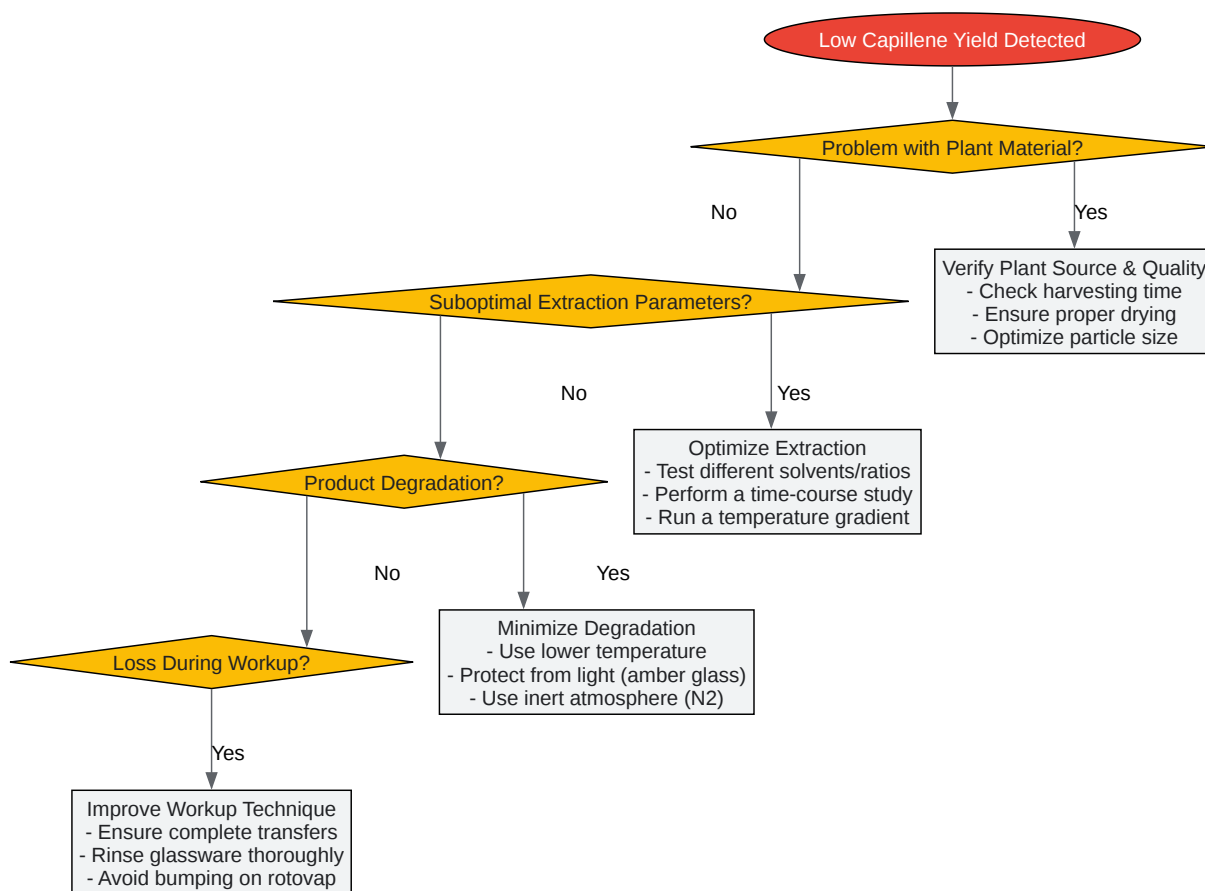 Low Capillene Yield Detected
Problem with Plant Material?
No
Yes
Verify Plant Source & Quality
- Check harvesting time
- Ensure proper drying
- Optimize particle size
Suboptimal Extraction Parameters?
No
Yes
Optimize Extraction
- Test different solvents/ratios
- Perform a time-course study
- Run a temperature gradient
Product Degradation?
No
Yes
Minimize Degradation
- Use lower temperature
- Protect from light (amber glass)
- Use inert atmosphere (N2)
Loss During Workup?
Yes
Improve Workup Technique
- Ensure complete transfers
- Rinse glassware thoroughly
- Avoid bumping on rotovap